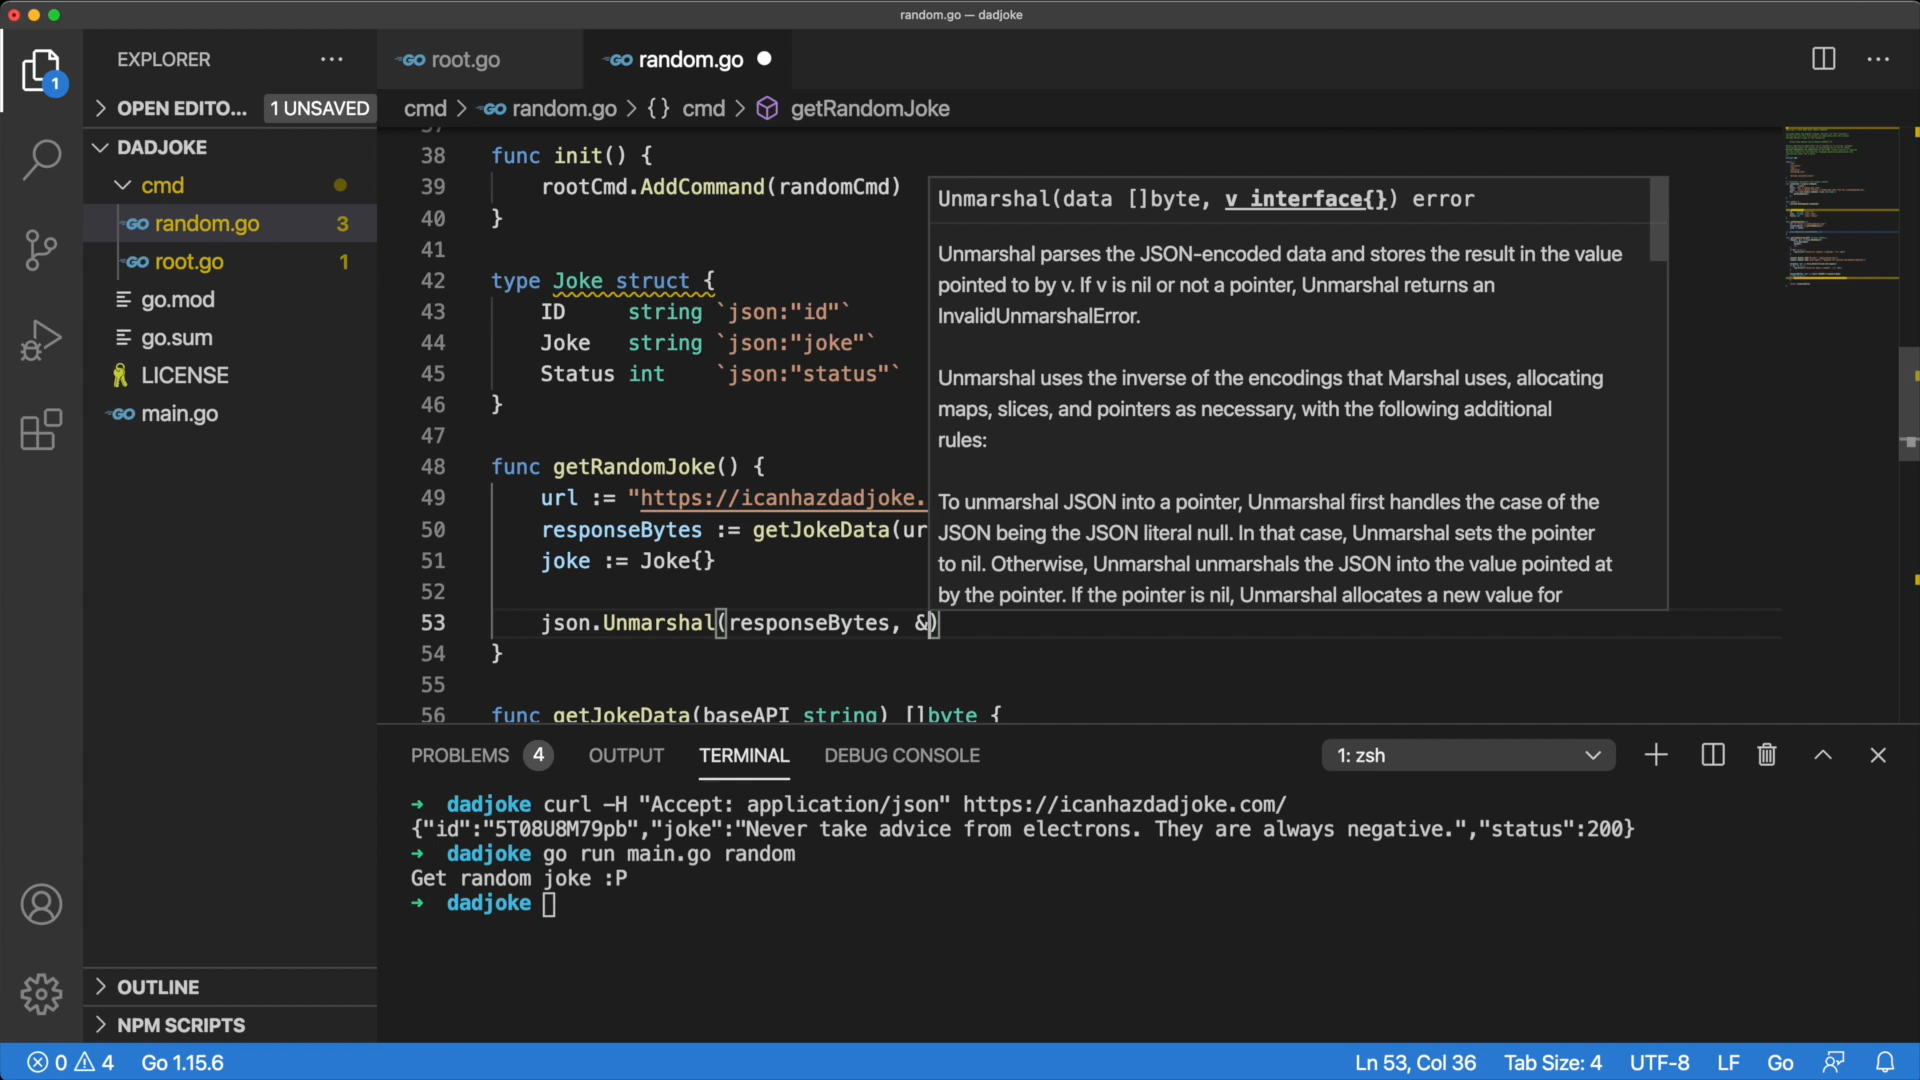 random.go — dadjoke
EXPLORER
root.go
random.go
1
OPEN EDITO... 1 UNSAVED
cmd > random.go > {} cmd > getRandomJoke
DADJOKE
cmd
random.go 3
root.go 1
go.mod
go.sum
LICENSE
main.go
OUTLINE
NPM SCRIPTS
37
38 func init() {
39 rootCmd.AddCommand(randomCmd)
40 }
41
42 type Joke struct {
43 ID string `json:"id"`
44 Joke string `json:"joke"`
45 Status int `json:"status"`
46 }
47
48 func getRandomJoke() {
49 url := "https://icanhazdadjoke.
50 responseBytes := getJokeData(ur
51 joke := Joke{}
52
53 json.Unmarshal(responseBytes, &)
54 }
55
56 func getJokeData(baseAPI string) []byte {
Unmarshal(data []byte, v interface{}) error
Unmarshal parses the JSON-encoded data and stores the result in the value
pointed to by v. If v is nil or not a pointer, Unmarshal returns an
InvalidUnmarshalError.
Unmarshal uses the inverse of the encodings that Marshal uses, allocating
maps, slices, and pointers as necessary, with the following additional
rules:
To unmarshal JSON into a pointer, Unmarshal first handles the case of the
JSON being the JSON literal null. In that case, Unmarshal sets the pointer
to nil. Otherwise, Unmarshal unmarshals the JSON into the value pointed at
by the pointer. If the pointer is nil, Unmarshal allocates a new value for
PROBLEMS 4 OUTPUT TERMINAL DEBUG CONSOLE 1: zsh
→ dadjoke curl -H "Accept: application/json" https://icanhazdadjoke.com/
{"id":"5T08U8M79pb","joke":"Never take advice from electrons. They are always negative.","status":200}
→ dadjoke go run main.go random
Get random joke :P
→ dadjoke
0 4 Go 1.15.6 Ln 53, Col 36 Tab Size: 4 UTF-8 LF Go